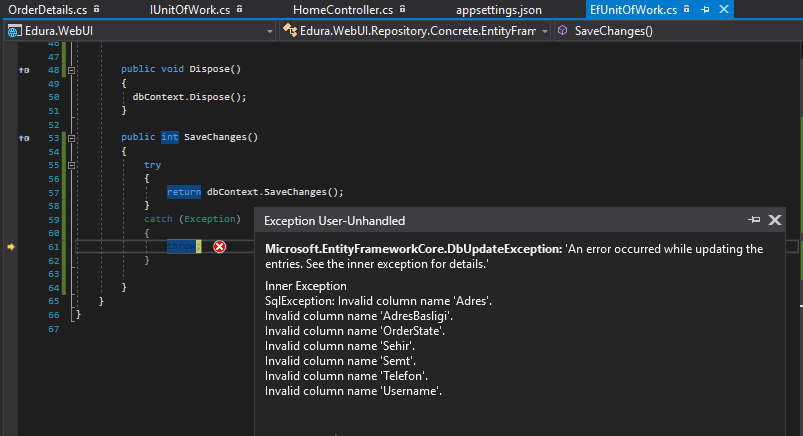 OrderDetails.cs IUnitOfWork.cs HomeController.cs appsettings.json EfUnitOfWork.cs
Edura.WebUI Edura.WebUI.Repository.Concrete.EntityFram SaveChanges()
46
47
48 public void Dispose()
49 {
50 dbContext.Dispose();
51 }
52
53 public int SaveChanges()
54 {
55 try
56 {
57 return dbContext.SaveChanges();
58 }
59 catch (Exception)
60 {
61 throw;
62 }
63
64 }
65 }
66 }
67
Exception User-Unhandled
Microsoft.EntityFrameworkCore.DbUpdateException: 'An error occurred while updating the
entries. See the inner exception for details.'
Inner Exception
SqlException: Invalid column name 'Adres'.
Invalid column name 'AdresBasligi'.
Invalid column name 'OrderState'.
Invalid column name 'Sehir'.
Invalid column name 'Semt'.
Invalid column name 'Telefon'.
Invalid column name 'Username'.